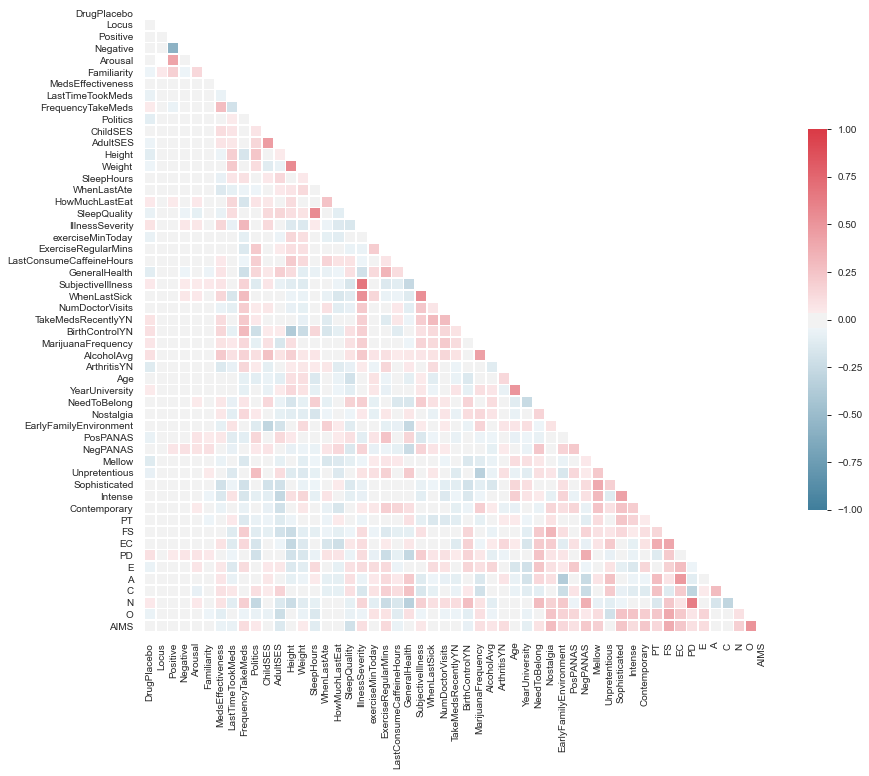 DrugPlacebo
Locus
Positive
Negative
Arousal
Familiarity
MedsEffectiveness
LastTimeTookMeds
FrequencyTakeMeds
Politics
ChildSES
AdultSES
Height
Weight
SleepHours
WhenLastAte
HowMuchLastEat
SleepQuality
IllnessSeverity
exerciseMinToday
ExerciseRegularMins
LastConsumeCaffeineHours
GeneralHealth
SubjectiveIllness
WhenLastSick
NumDoctorVisits
TakeMedsRecentlyYN
BirthControlYN
MarijuanaFrequency
AlcoholAvg
ArthritisYN
Age
YearUniversity
NeedToBelong
Nostalgia
EarlyFamilyEnvironment
PosPANAS
NegPANAS
Mellow
Unpretentious
Sophisticated
Intense
Contemporary
PT
FS
EC
PD
E
A
C
N
O
AIMS
DrugPlacebo
Locus
Positive
Negative
Arousal
Familiarity
MedsEffectiveness
LastTimeTookMeds
FrequencyTakeMeds
Politics
ChildSES
AdultSES
Height
Weight
SleepHours
WhenLastAte
HowMuchLastEat
SleepQuality
IllnessSeverity
exerciseMinToday
ExerciseRegularMins
LastConsumeCaffeineHours
GeneralHealth
SubjectiveIllness
WhenLastSick
NumDoctorVisits
TakeMedsRecentlyYN
BirthControlYN
MarijuanaFrequency
AlcoholAvg
ArthritisYN
Age
YearUniversity
NeedToBelong
Nostalgia
EarlyFamilyEnvironment
PosPANAS
NegPANAS
Mellow
Unpretentious
Sophisticated
Intense
Contemporary
PT
FS
EC
PD
E
A
C
N
O
AIMS
1.00
0.75
0.50
0.25
0.00
−0.25
−0.50
−0.75
−1.00